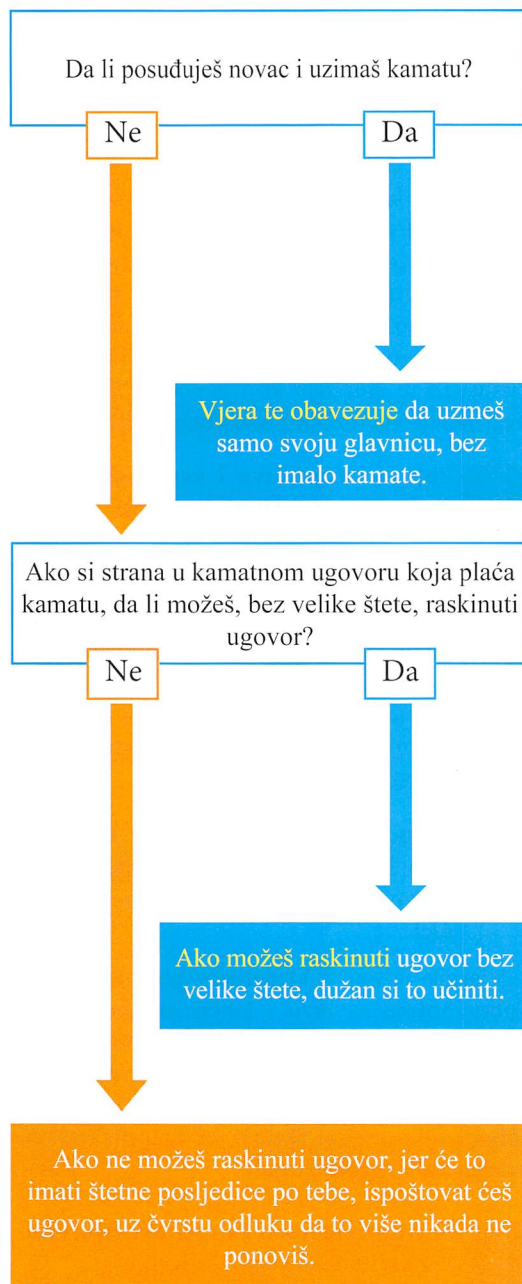 Da li posuđuješ novac i uzimaš kamatu?
Ne
Da
Vjera te obavezuje da uzmeš
samo svoju glavnicu, bez
imalo kamate.
Ako si strana u kamatnom ugovoru koja plaća
kamatu, da li možeš, bez velike štete, raskinuti
ugovor?
Ne
Da
Ako možeš raskinuti ugovor bez
velike štete, dužan si to učiniti.
Ako ne možeš raskinuti ugovor, jer će to
imati štetne posljedice po tebe, ispoštovat ćeš
ugovor, uz čvrstu odluku da to više nikada ne
ponoviš.